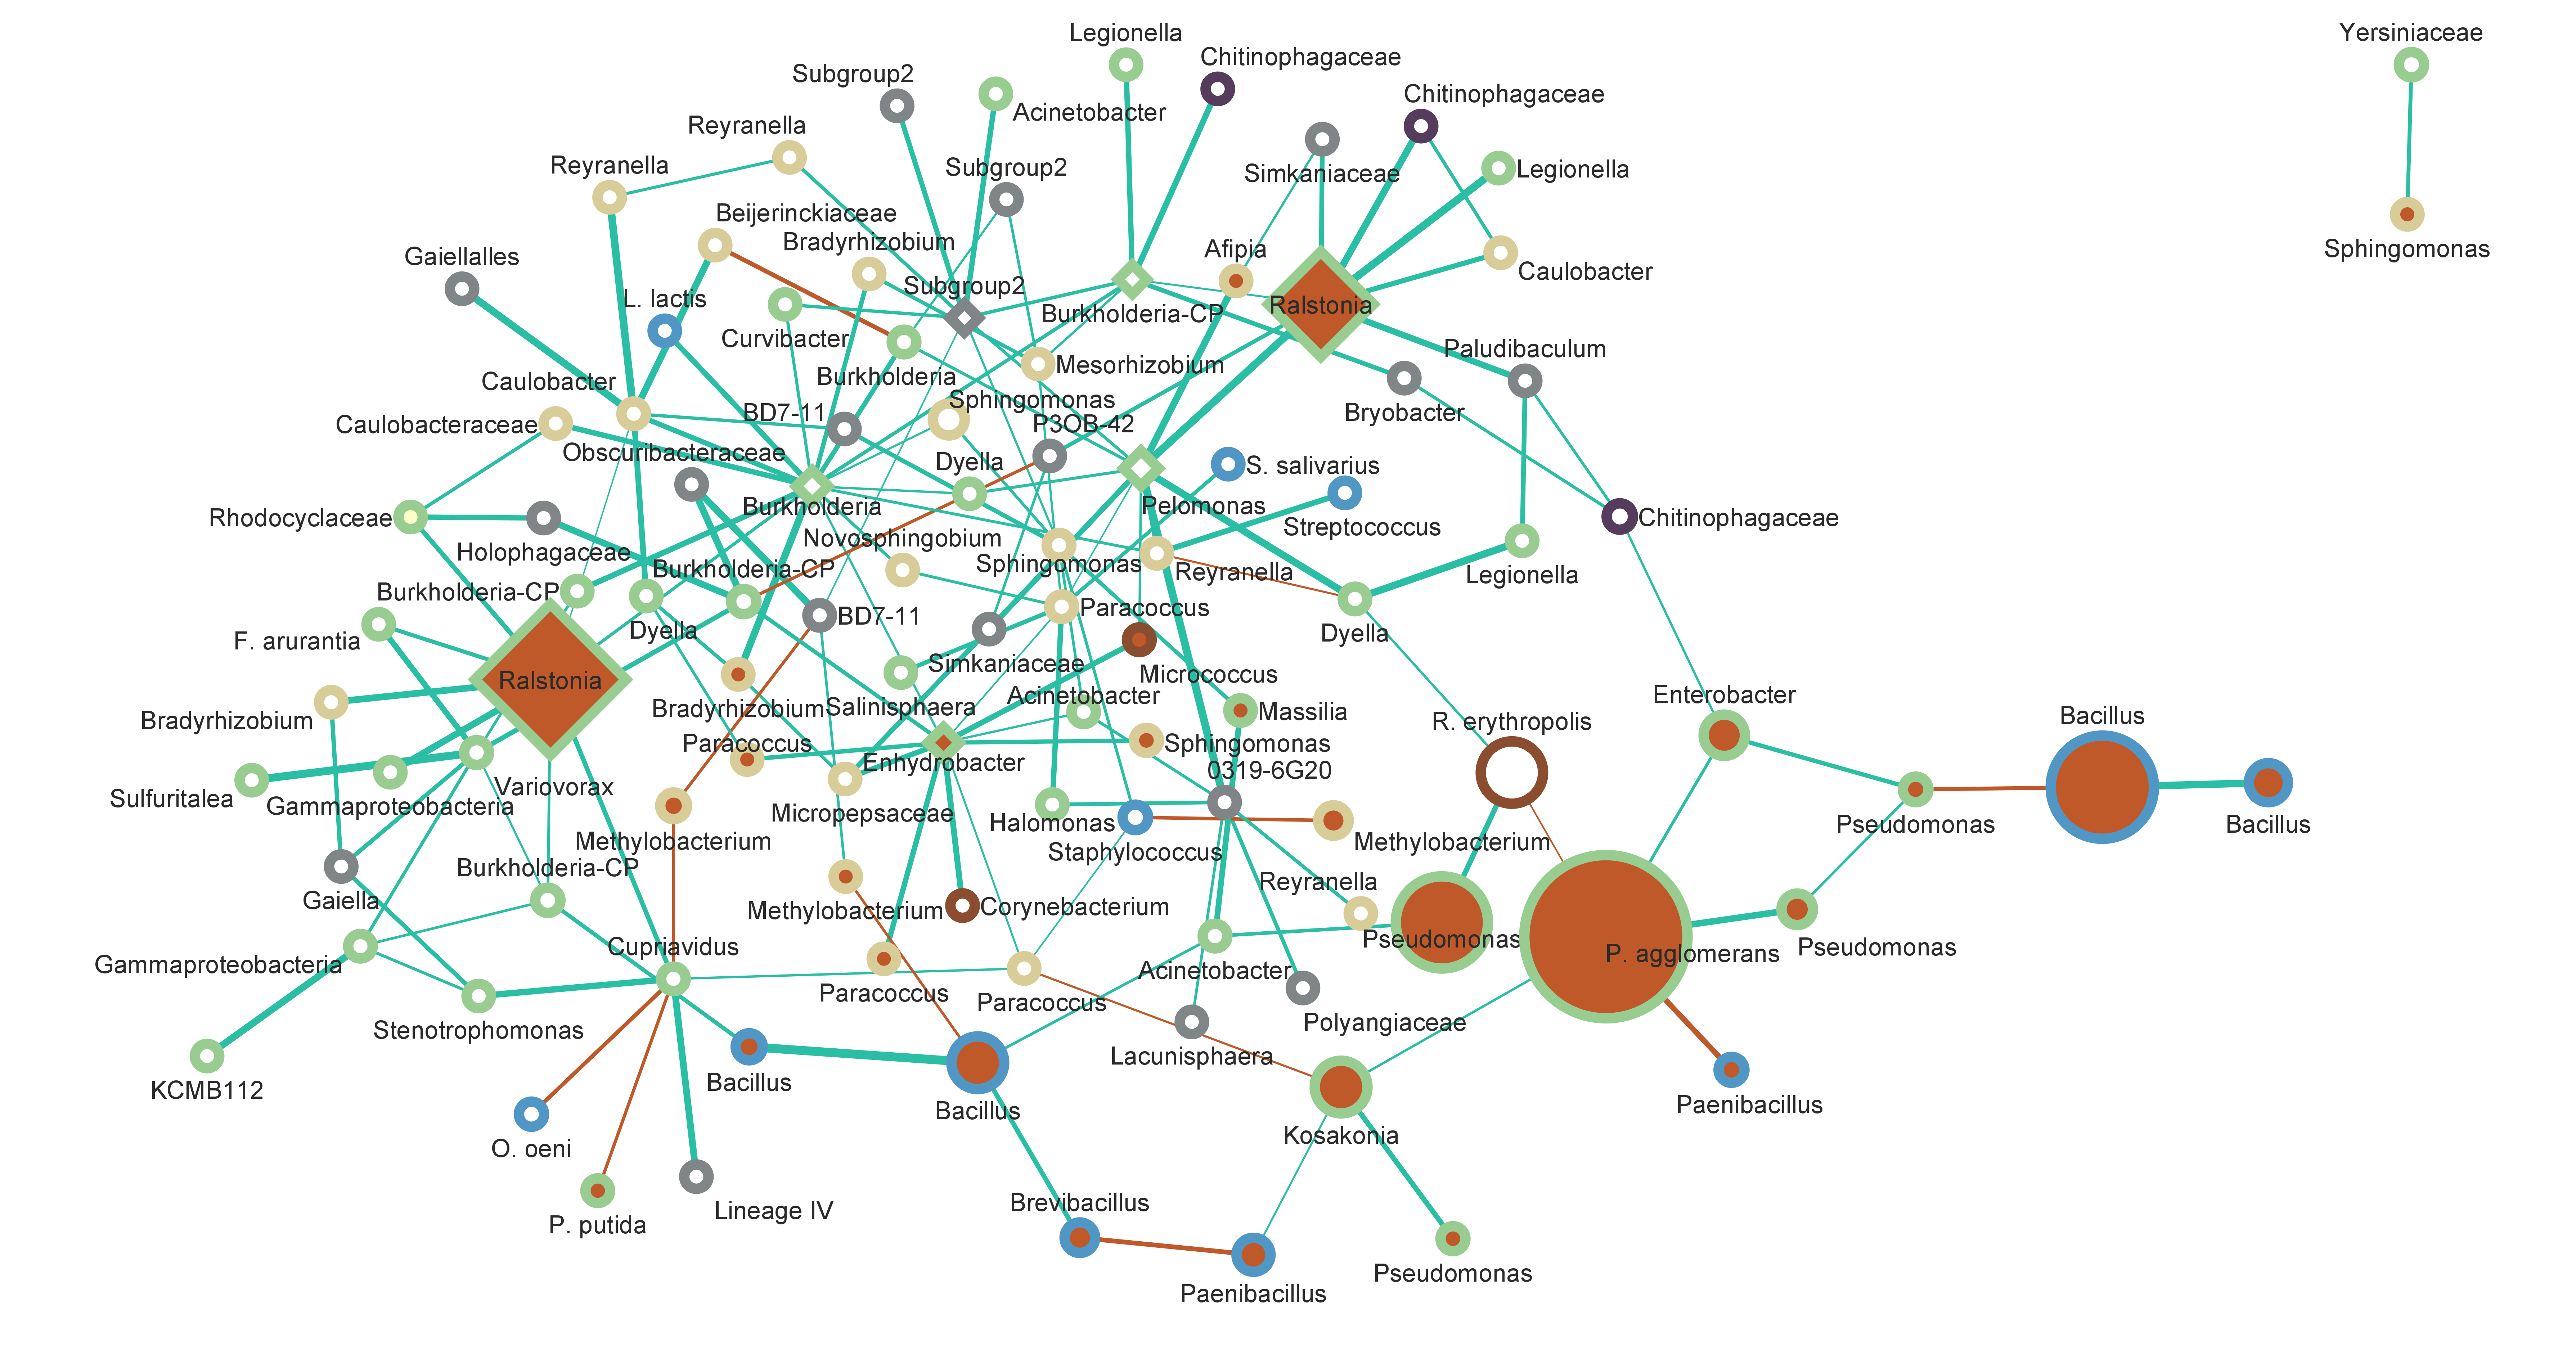 Yersiniaceae
Legionella
Chitinophagaceae
Subgroup2
Chitinophagaceae
Acinetobacter
Reyranella
Reyranella
Subgroup2
Simkaniaceae
Legionella
Beijerinckiaceae
Bradyrhizobium
Afipia
Sphingomonas
Gaiellalles
Caulobacter
Subgroup2
L. lactis
Ralstonia
Burkholderia-CP
Curvibacter
Paludibaculum
Mesorhizobium
Burkholderia
Caulobacter
Sphingomonas
BD7-11
Bryobacter
Caulobacteraceae
P3OB-42
Obscuribacteraceae
Dyella
S. salivarius
Burkholderia
Pelomonas
Rhodocyclaceae
Chitinophagaceae
Streptococcus
Novosphingobium
Holophagaceae
Sphingomonas
Burkholderia-CP
Reyranella
Legionella
Burkholderia-CP
Paracoccus
BD7-11
Dyella
Dyella
F. arurantia
Simkaniaceae
Micrococcus
Ralstonia
Acinetobacter
Enterobacter
Bradyrhizobium
Salinisphaera
Massilia
Bradyrhizobium
R. erythropolis
Bacillus
Paracoccus
Sphingomonas
Enhydrobacter
0319-6G20
Variovorax
Sulfuritalea
Gammaproteobacteria
Micropepsaceae
Halomonas
Pseudomonas
Bacillus
Methylobacterium
Methylobacterium
Staphylococcus
Burkholderia-CP
Reyranella
Gaiella
Methylobacterium
Corynebacterium
Pseudomonas
Cupriavidus
P. agglomerans
Pseudomonas
Gammaproteobacteria
Acinetobacter
Paracoccus
Paracoccus
Polyangiaceae
Stenotrophomonas
Lacunisphaera
Bacillus
KCMB112
Bacillus
Paenibacillus
Kosakonia
O. oeni
Brevibacillus
Lineage IV
P. putida
Pseudomonas
Paenibacillus